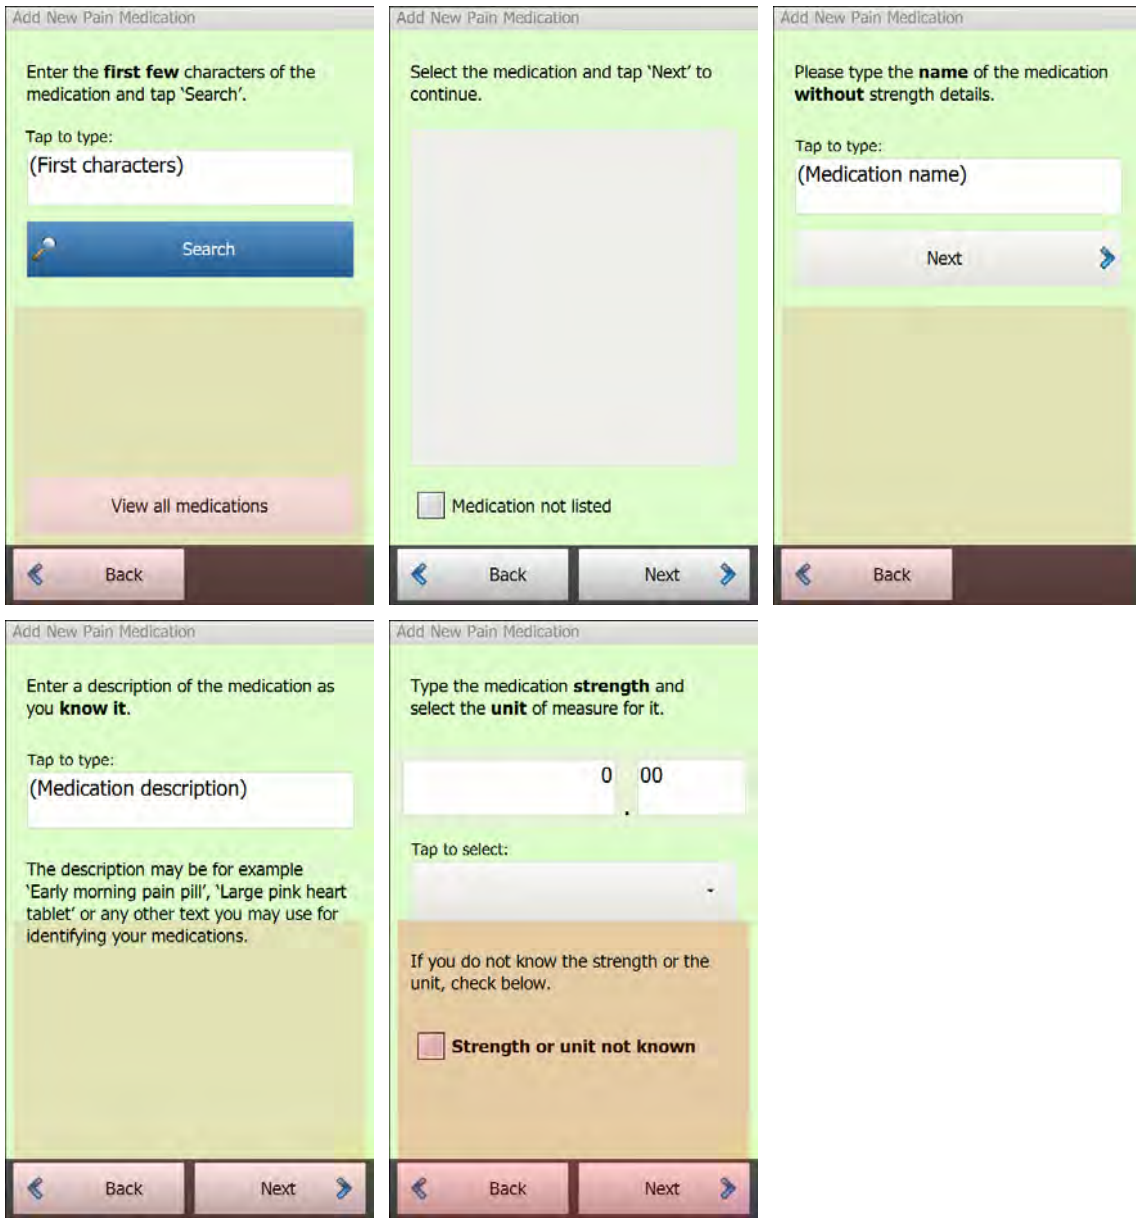 Add New Pain Medication
Enter the first few characters of the
medication and tap ‘Search’.
Tap to type:
(First characters)
Search
View all medications
Back
Add New Pain Medication
Select the medication and tap ‘Next’ to
continue.
Medication not listed
Back
Next
Add New Pain Medication
Please type the name of the medication
without strength details.
Tap to type:
(Medication name)
Next
Back
Add New Pain Medication
Enter a description of the medication as
you know it.
Tap to type:
(Medication description)
The description may be for example
‘Early morning pain pill’, ‘Large pink heart
tablet’ or any other text you may use for
identifying your medications.
Back
Next
Add New Pain Medication
Type the medication strength and
select the unit of measure for it.
0 . 00
Tap to select:
If you do not know the strength or the
unit, check below.
Strength or unit not known
Back
Next